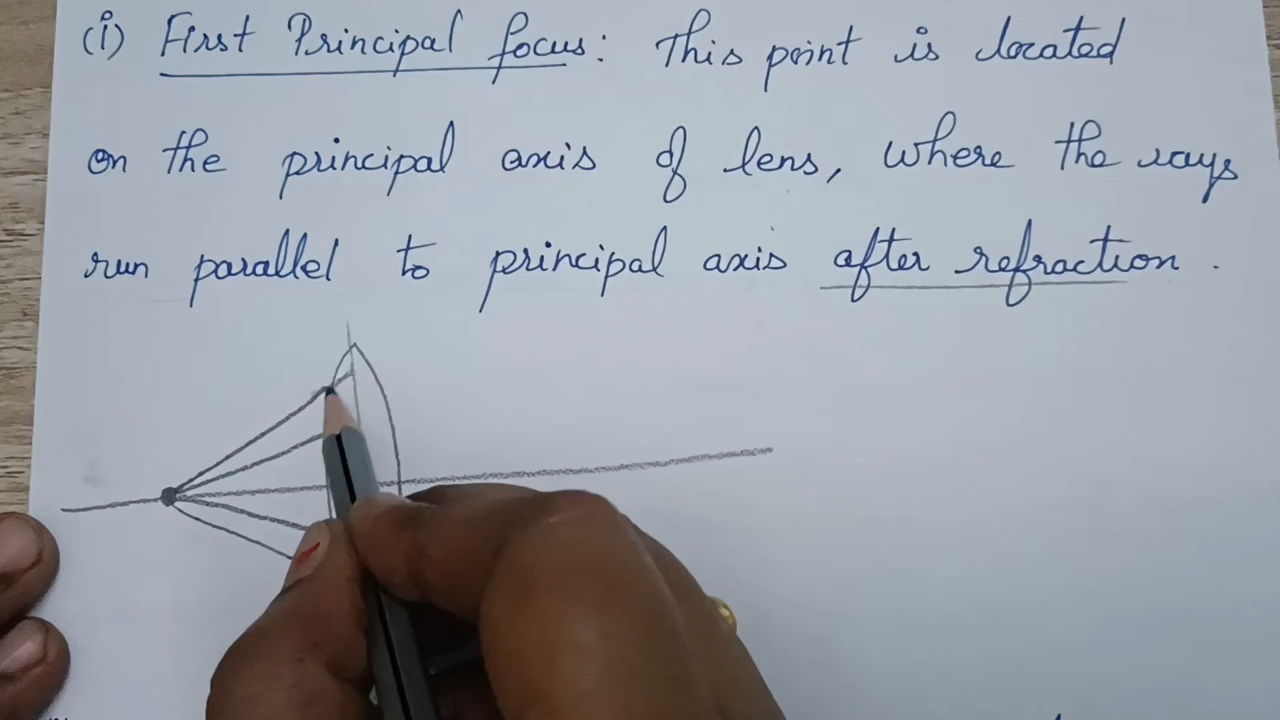 (i) First Principal focus: This point is located
on the principal axis of lens, where the rays
run parallel to principal axis after refraction.